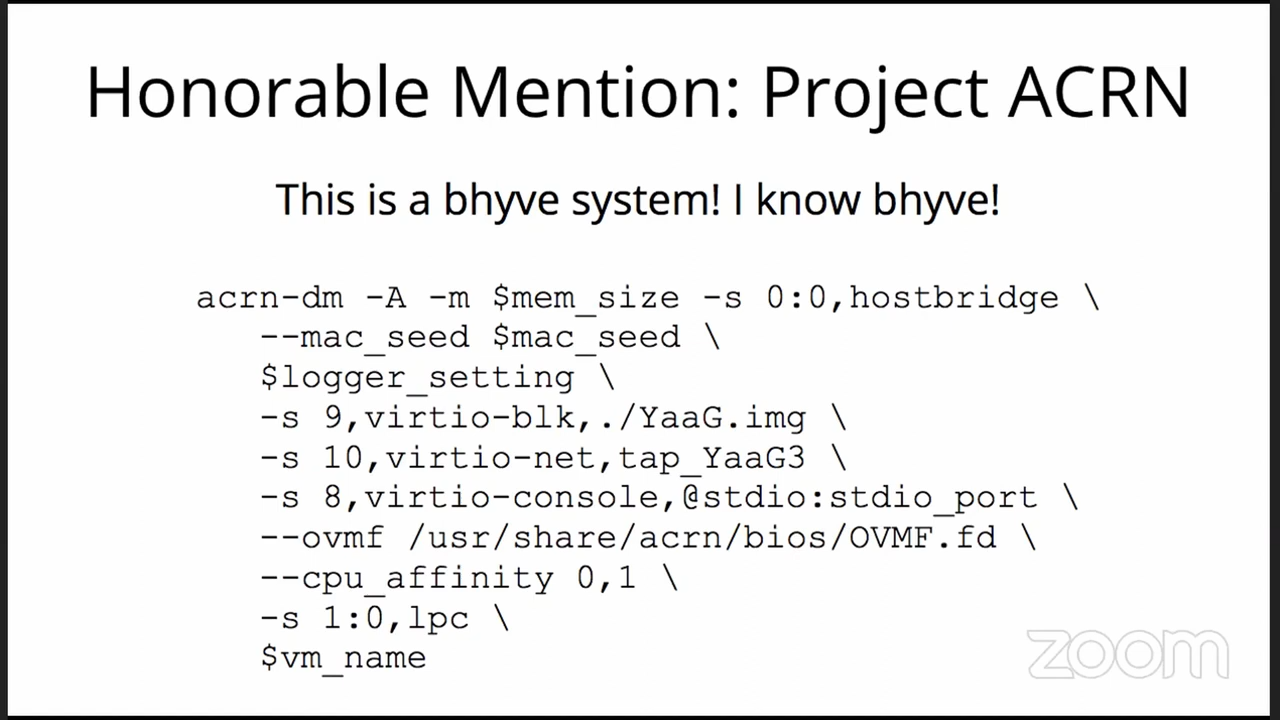 Honorable Mention: Project ACRN
This is a bhyve system! I know bhyve!
acrn-dm -A -m $mem_size -s 0:0,hostbridge \
--mac_seed $mac_seed \
$logger_setting \
-s 9,virtio-blk,./YaaG.img \
-s 10,virtio-net,tap_YaaG3 \
-s 8,virtio-console,@stdio:stdio_port \
--ovmf /usr/share/acrn/bios/OVMF.fd \
--cpu_affinity 0,1 \
-s 1:0,lpc \
$vm_name
zoom